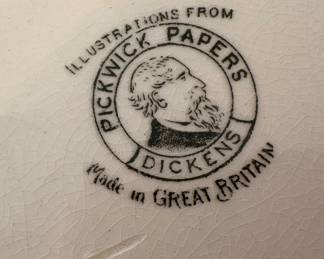 ILLUSTRATIONS FROM
PICKWICK PAPERS
DICKENS
Made in GREAT BRITAIN